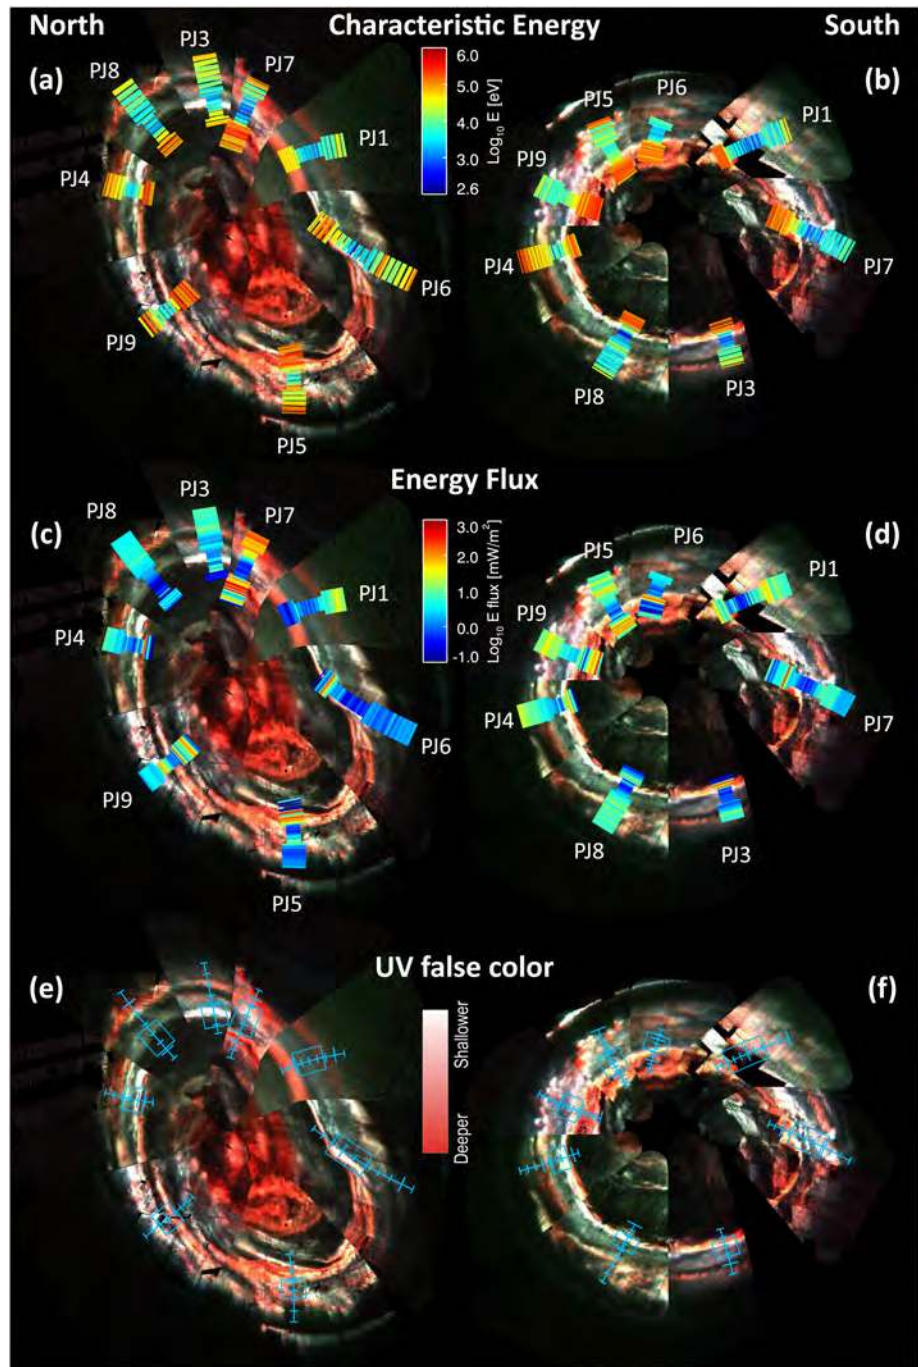 North Characteristic Energy South
(a) PJ8 PJ3 PJ7 PJ1 PJ4 PJ6 PJ9 PJ5
6.0
5.0
4.0
3.0
2.6
Log₁₀ E [eV]
(b) PJ5 PJ6 PJ1 PJ9 PJ4 PJ7 PJ8 PJ3
Energy Flux
(c) PJ8 PJ3 PJ7 PJ1 PJ4 PJ6 PJ9 PJ5
3.0
2.0
1.0
0.0
-1.0
Log₁₀ E flux [mW/m²]
(d) PJ5 PJ6 PJ1 PJ9 PJ4 PJ7 PJ8 PJ3
UV false color
(e)
Shallower
Deeper
(f)